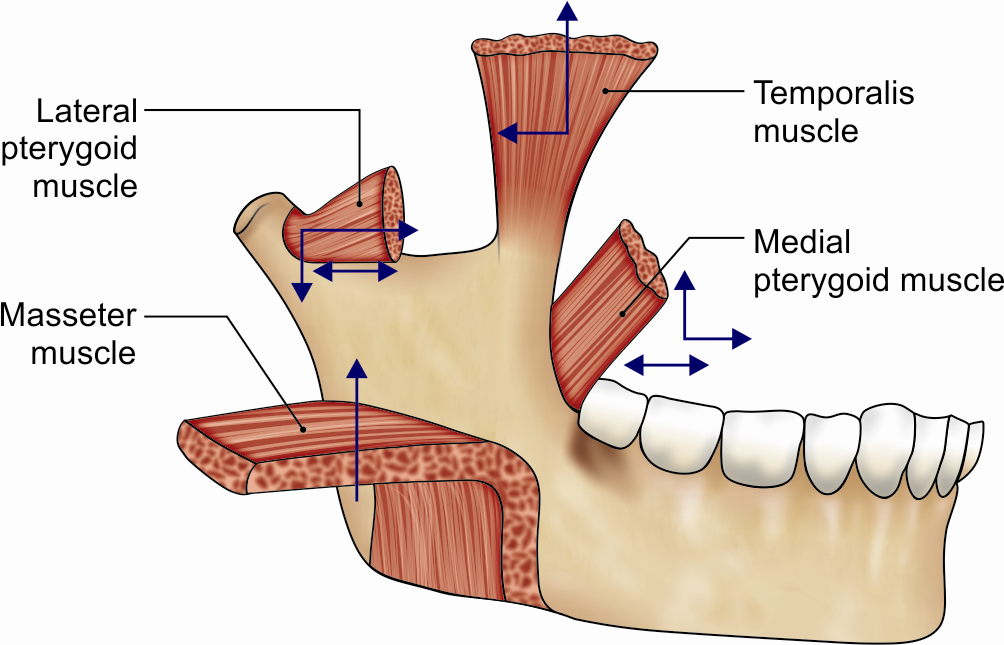 Lateral
pterygoid
muscle
Temporalis
muscle
Medial
pterygoid muscle
Masseter
muscle